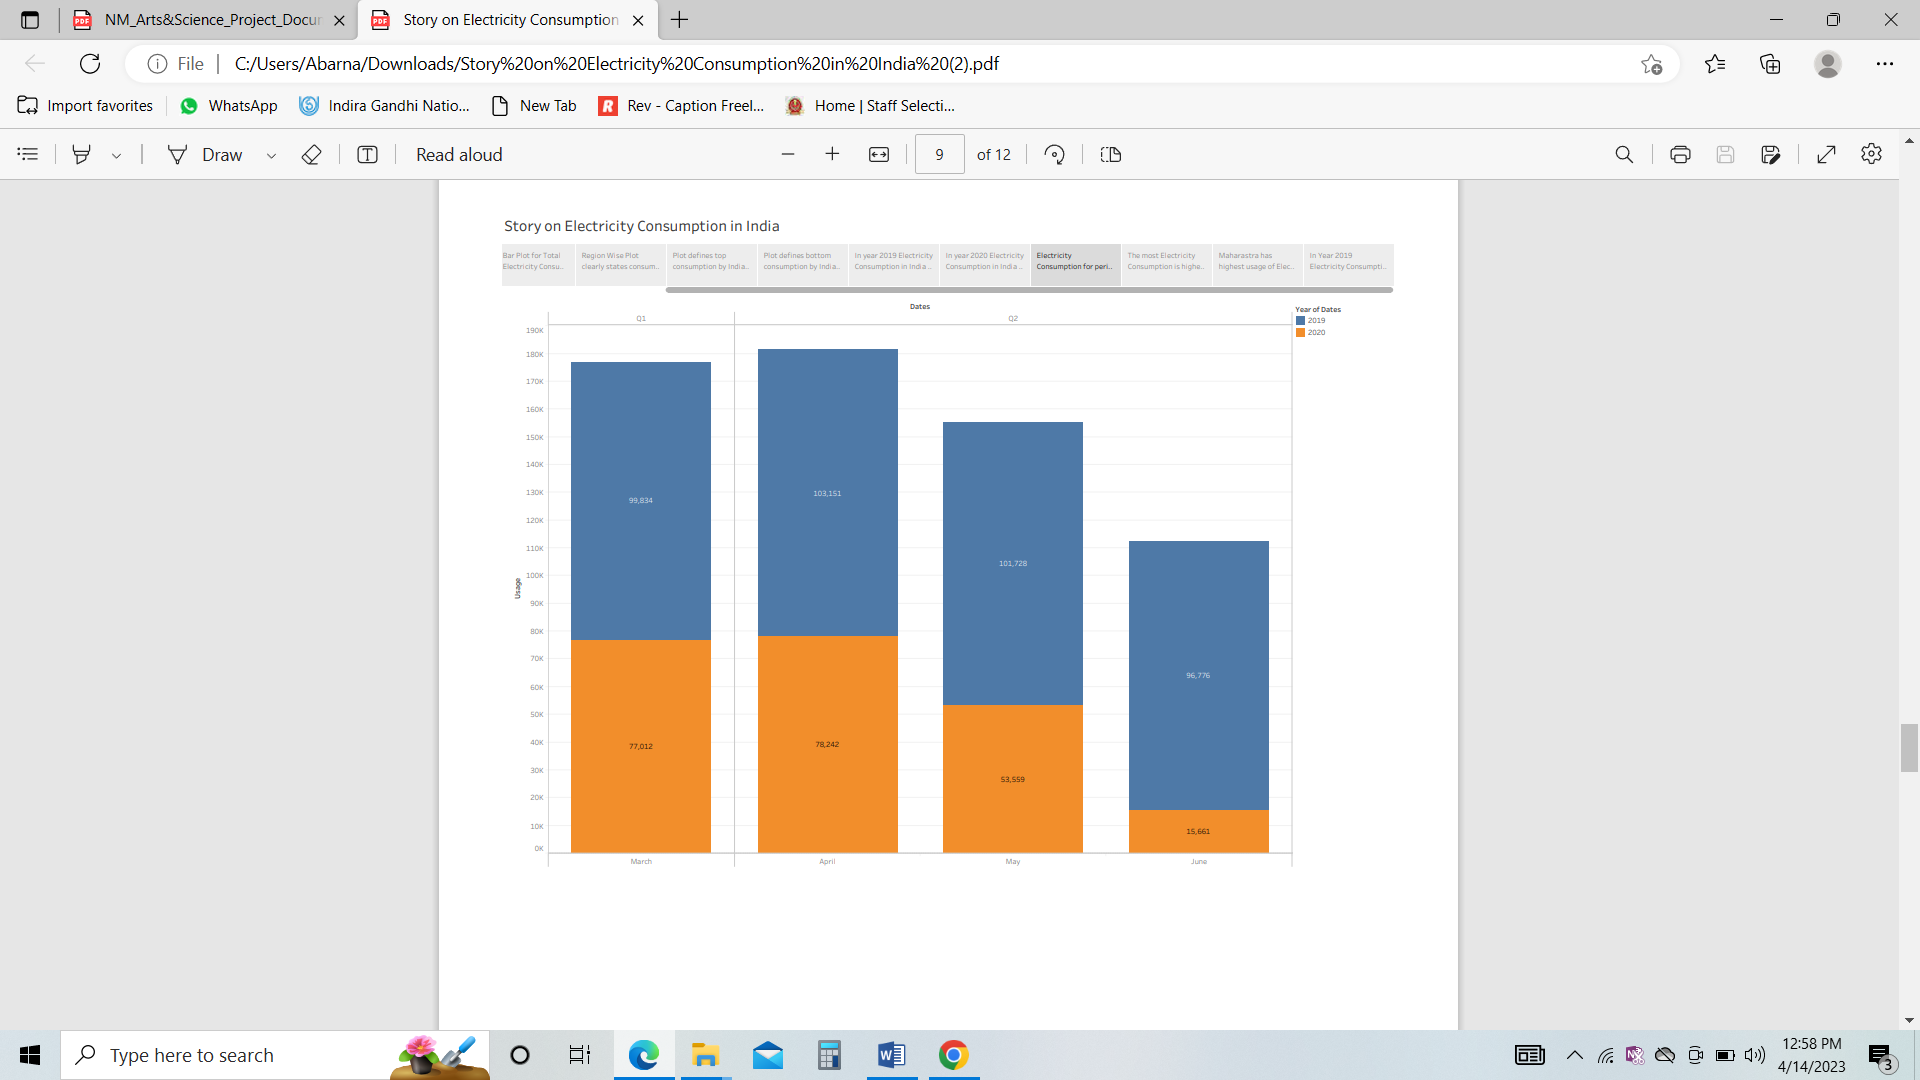 NM_Arts&Science_Project_Docur
Story on Electricity Consumption
File
C:/Users/Abarna/Downloads/Story%20on%20Electricity%20Consumption%20in%20India%20(2).pdf
Import favorites
WhatsApp
Indira Gandhi Natio...
New Tab
R
Rev - Caption Freel...
Home | Staff Selecti...
Draw
Read aloud
9
of 12
Story on Electricity Consumption in India
Bar Plot for Total
Electricity Consu..
Region Wise Plot
clearly states consum..
Plot defines top
consumption by India..
Plot defines bottom
consumption by India..
In year 2019 Electricity
Consumption in India ..
In year 2020 Electricity
Consumption in India ..
Electricity
Consumption for peri..
The most Electricity
Consumption is highe..
Maharastra has
highest usage of Elec..
In Year 2019
Electricity Consumpti..
Dates
Q1
Q2
Year of Dates
2019
2020
190K
180K
170K
160K
150K
140K
130K
120K
110K
100K
90K
80K
70K
60K
50K
40K
30K
20K
10K
0K
Usage
99,834
103,151
101,728
96,776
77,012
78,242
53,559
15,661
March
April
May
June
Type here to search
12:58 PM
4/14/2023
3